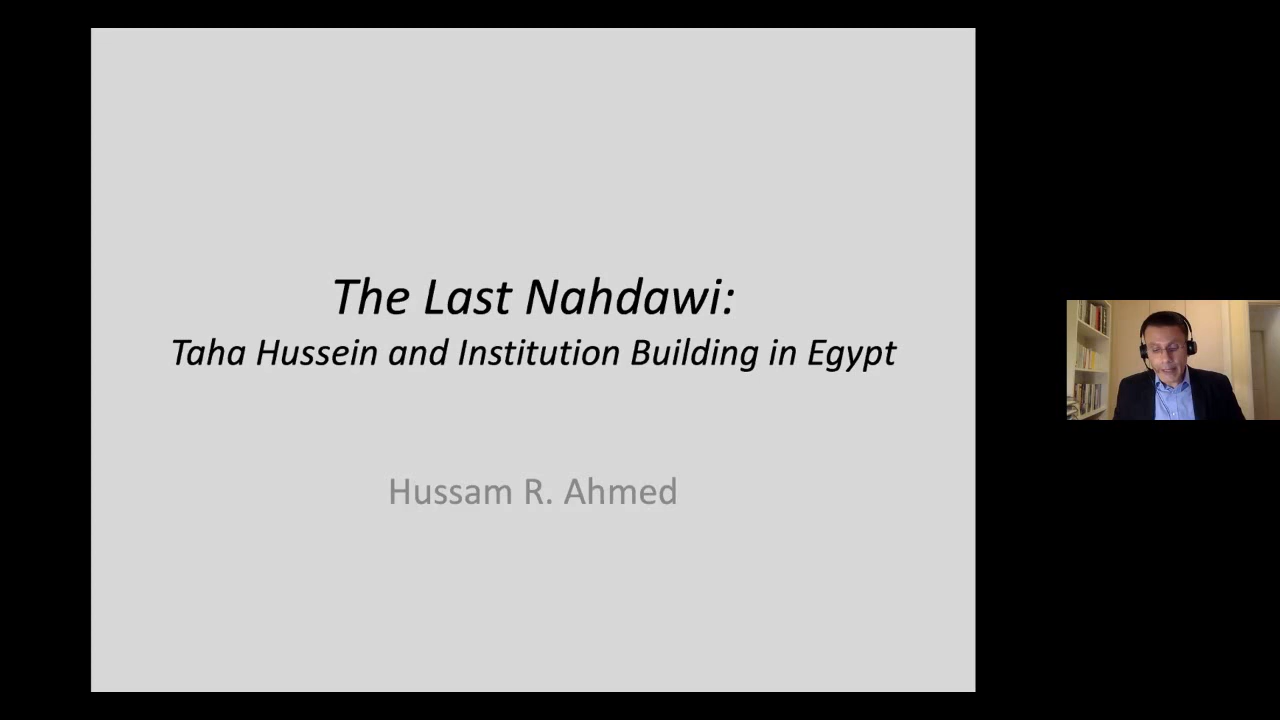 The Last Nahdawi:
Taha Hussein and Institution Building in Egypt
Hussam R. Ahmed